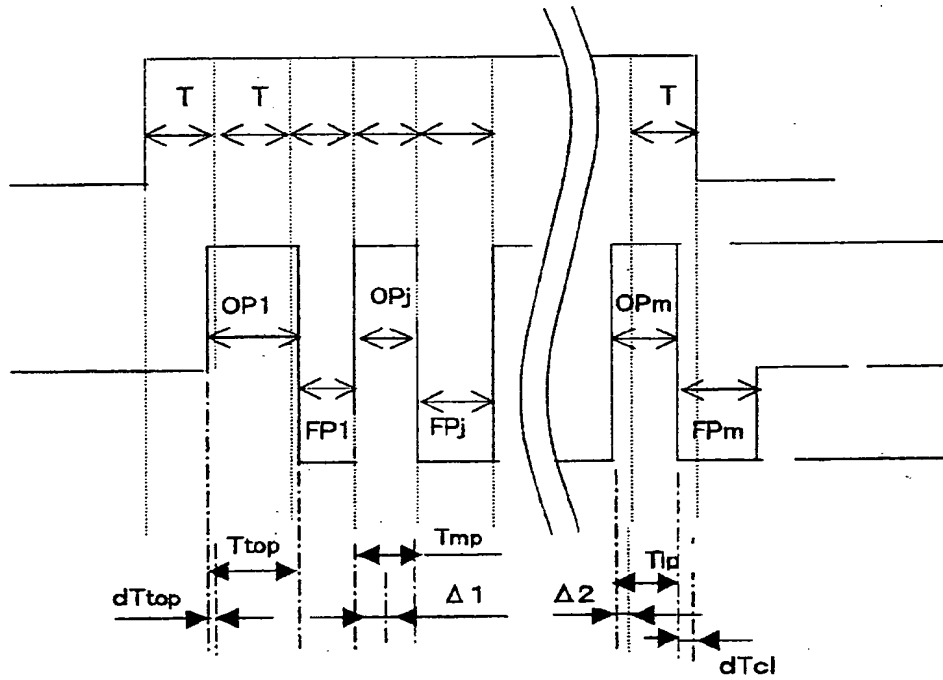 T T T
OP1 OPj OPm
FP1 FPj FPm
Ttop Tmp Tlp
dTtop Δ1 Δ2
dTcl